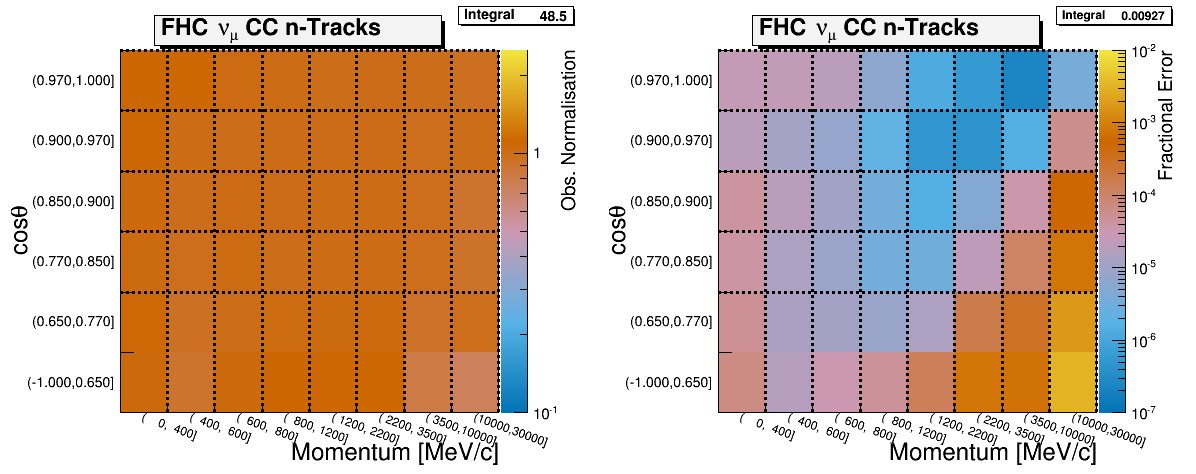 FHC νμ CC n-Tracks
Integral 48.5
(0.970,1.000]
(0.900,0.970]
(0.850,0.900]
(0.770,0.850]
(0.650,0.770]
(-1.000,0.650]
cosθ
( 0, 400]
( 400, 600]
( 600, 800]
( 800, 1200]
(1200, 2200]
(2200, 3500]
(3500,10000]
(10000,30000]
Momentum [MeV/c]
1
10-1
Obs. Normalisation
FHC νμ CC n-Tracks
Integral 0.00927
(0.970,1.000]
(0.900,0.970]
(0.850,0.900]
(0.770,0.850]
(0.650,0.770]
(-1.000,0.650]
cosθ
( 0, 400]
( 400, 600]
( 600, 800]
( 800, 1200]
(1200, 2200]
(2200, 3500]
(3500,10000]
(10000,30000]
Momentum [MeV/c]
10-2
10-3
10-4
10-5
10-6
10-7
Fractional Error